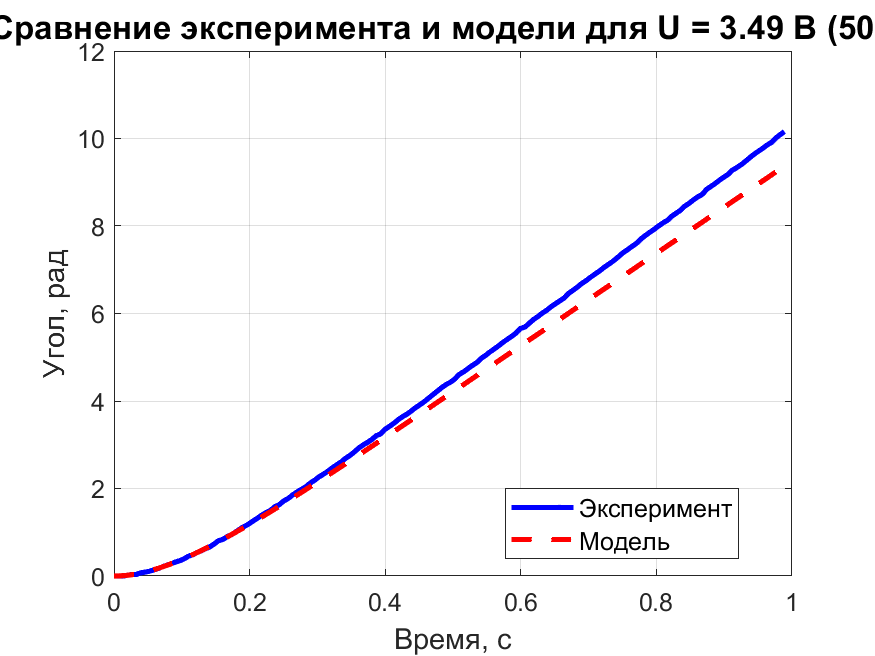 Сравнение эксперимента и модели для U = 3.49 В (50
12
10
8
6
4
2
0
Угол, рад
Эксперимент
Модель
0 0.2 0.4 0.6 0.8 1
Время, с